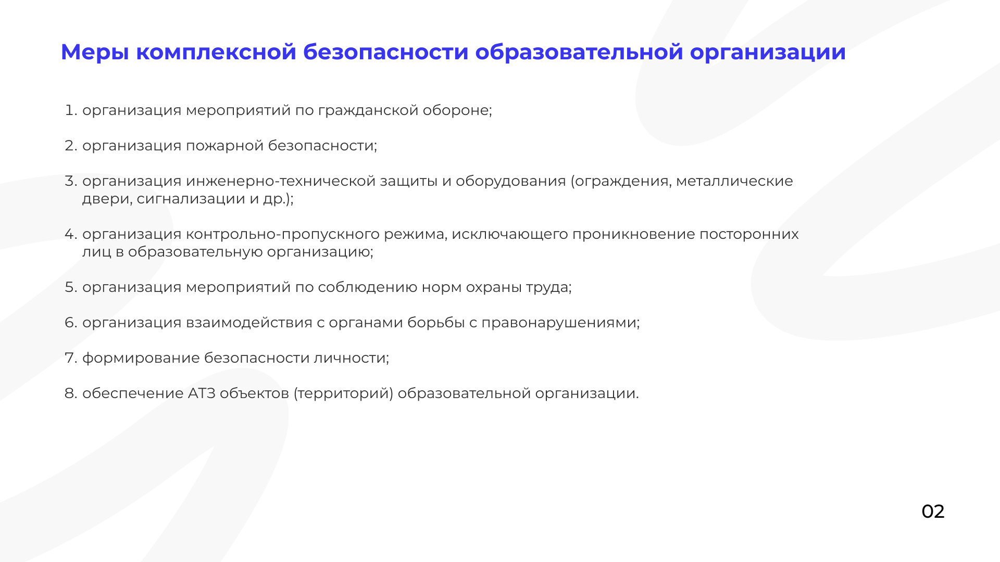 Меры комплексной безопасности образовательной организации
1. организация мероприятий по гражданской обороне;
2. организация пожарной безопасности;
3. организация инженерно-технической защиты и оборудования (ограждения, металлические
двери, сигнализации и др.);
4. организация контрольно-пропускного режима, исключающего проникновение посторонних
лиц в образовательную организацию;
5. организация мероприятий по соблюдению норм охраны труда;
6. организация взаимодействия с органами борьбы с правонарушениями;
7. формирование безопасности личности;
8. обеспечение АТЗ объектов (территорий) образовательной организации.
02